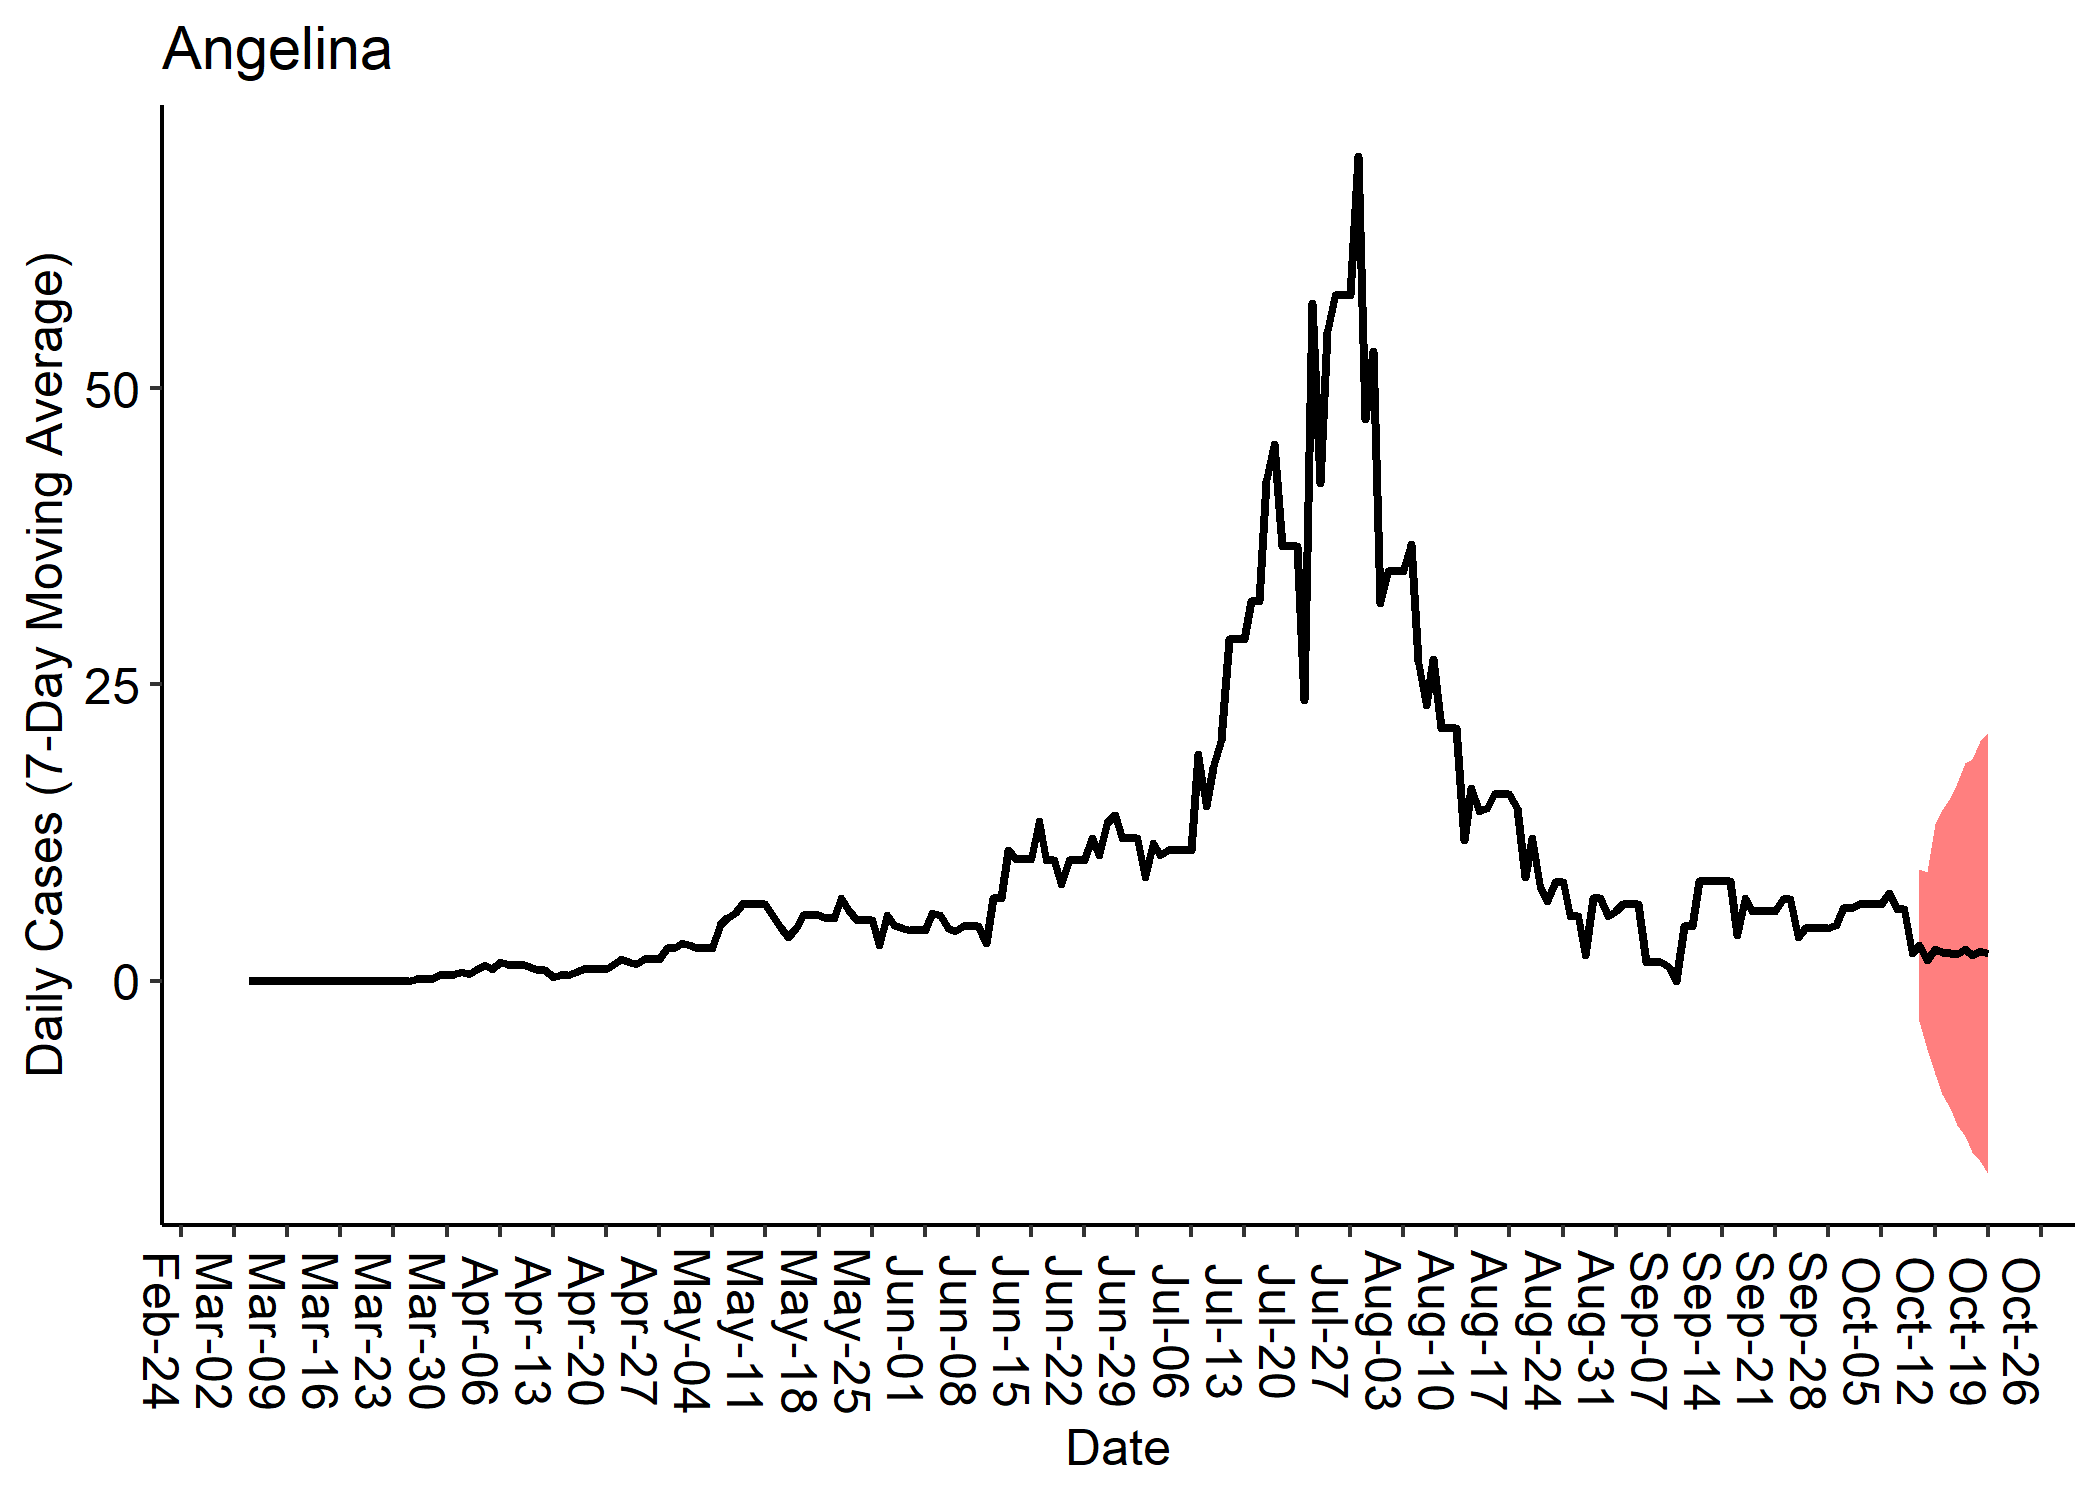 Angelina
Daily Cases (7-Day Moving Average)
50
25
0
Feb-24
Mar-02
Mar-09
Mar-16
Mar-23
Mar-30
Apr-06
Apr-13
Apr-20
Apr-27
May-04
May-11
May-18
May-25
Jun-01
Jun-08
Jun-15
Jun-22
Jun-29
Jul-06
Jul-13
Jul-20
Jul-27
Aug-03
Aug-10
Aug-17
Aug-24
Aug-31
Sep-07
Sep-14
Sep-21
Sep-28
Oct-05
Oct-12
Oct-19
Oct-26
Date